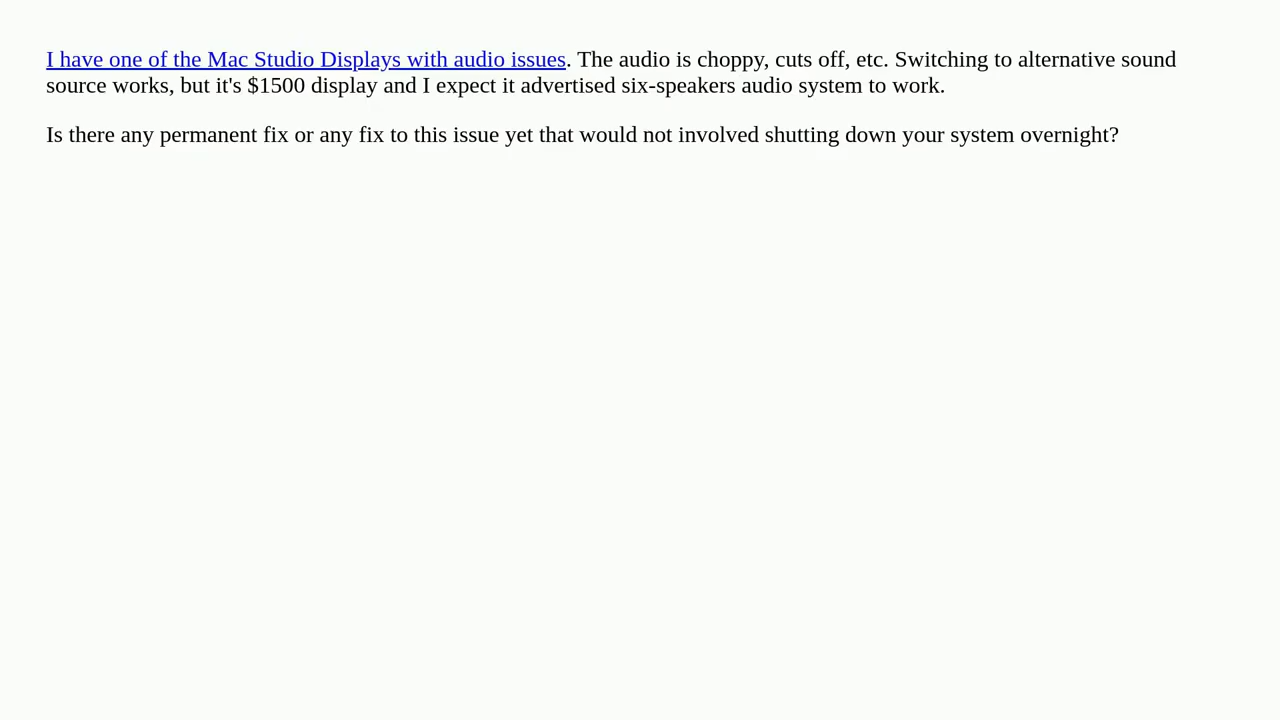 I have one of the Mac Studio Displays with audio issues. The audio is choppy, cuts off, etc. Switching to alternative sound
source works, but it's $1500 display and I expect it advertised six-speakers audio system to work.
Is there any permanent fix or any fix to this issue yet that would not involved shutting down your system overnight?